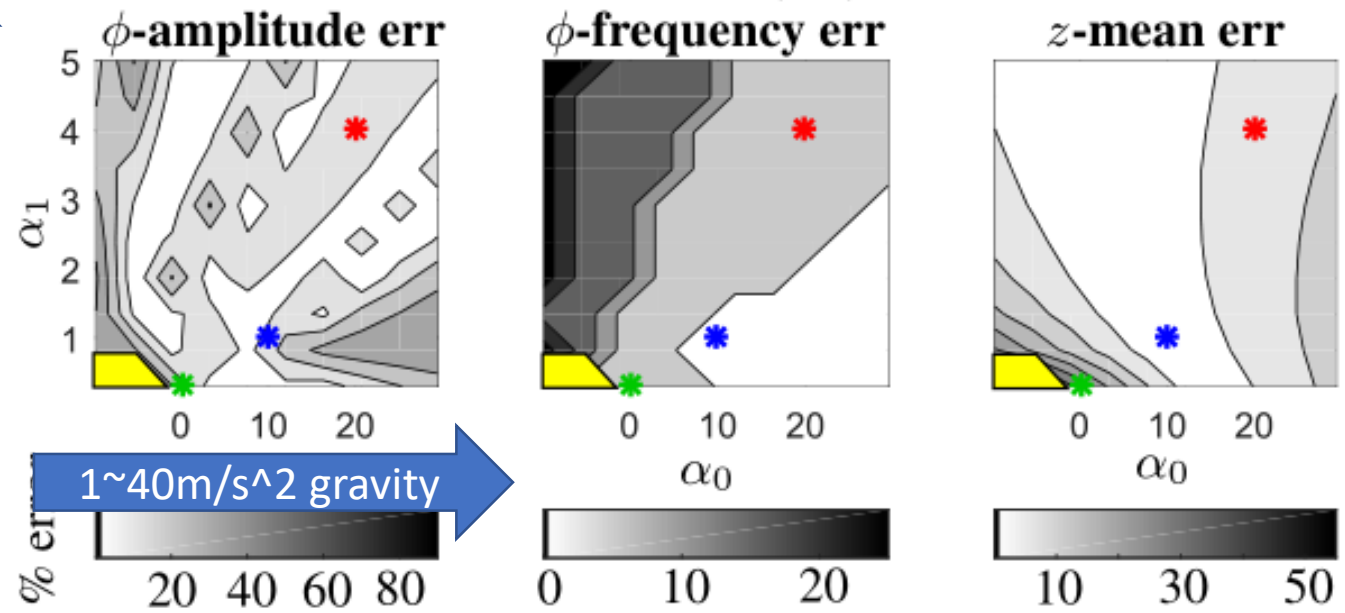 ϕ-amplitude err
ϕ-frequency err
z-mean err
5
4
3
2
1
α₁
0 10 20
0 10 20
0 10 20
α₀
α₀
1~40m/s^2 gravity
%
20 40 60 80
0 10 20
10 30 50